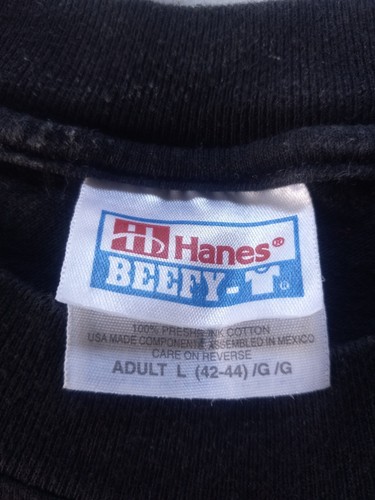 Hanes®
BEEFY-T®
100% PRESHRUNK COTTON
USA MADE COMPONENTS ASSEMBLED IN MEXICO
CARE ON REVERSE
ADULT L (42-44) /G /G